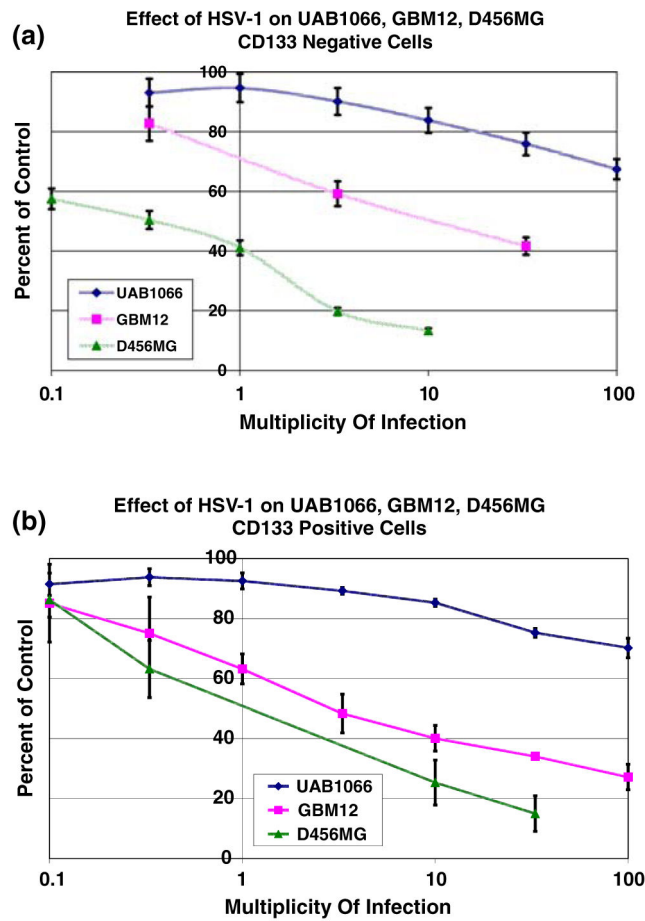 (a)
Effect of HSV-1 on UAB1066, GBM12, D456MG
CD133 Negative Cells
Percent of Control
100
80
60
40
20
0
UAB1066
GBM12
D456MG
0.1 1 10 100
Multiplicity Of Infection
(b)
Effect of HSV-1 on UAB1066, GBM12, D456MG
CD133 Positive Cells
Percent of Control
100
80
60
40
20
0
UAB1066
GBM12
D456MG
0.1 1 10 100
Multiplicity of Infection